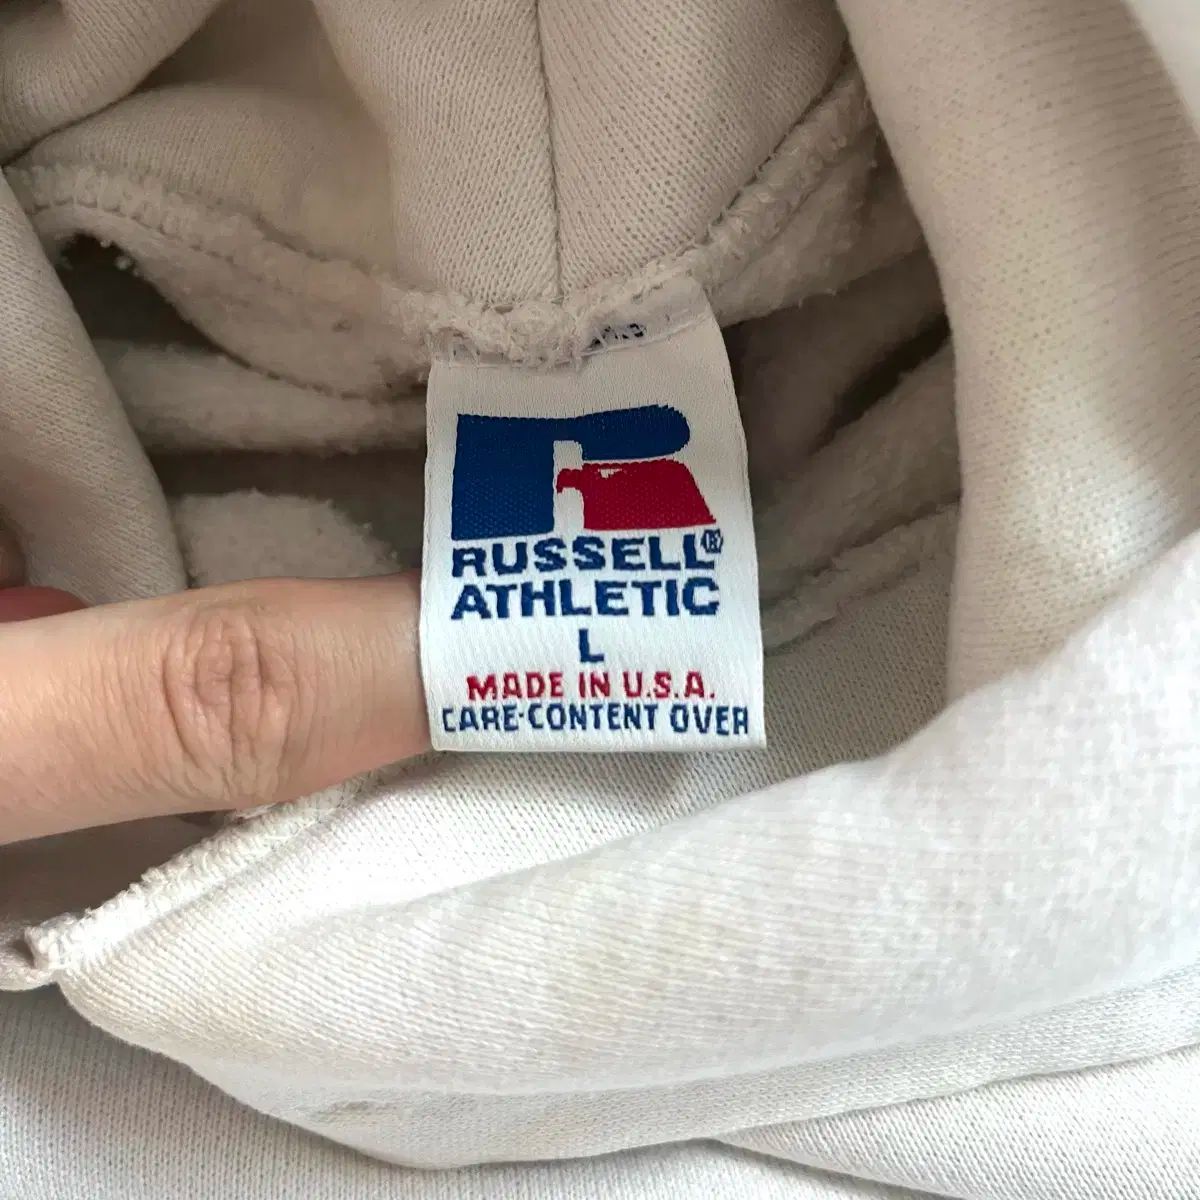 RUSSELL®
ATHLETIC
L
MADE IN U.S.A.
CARE-CONTENT OVER